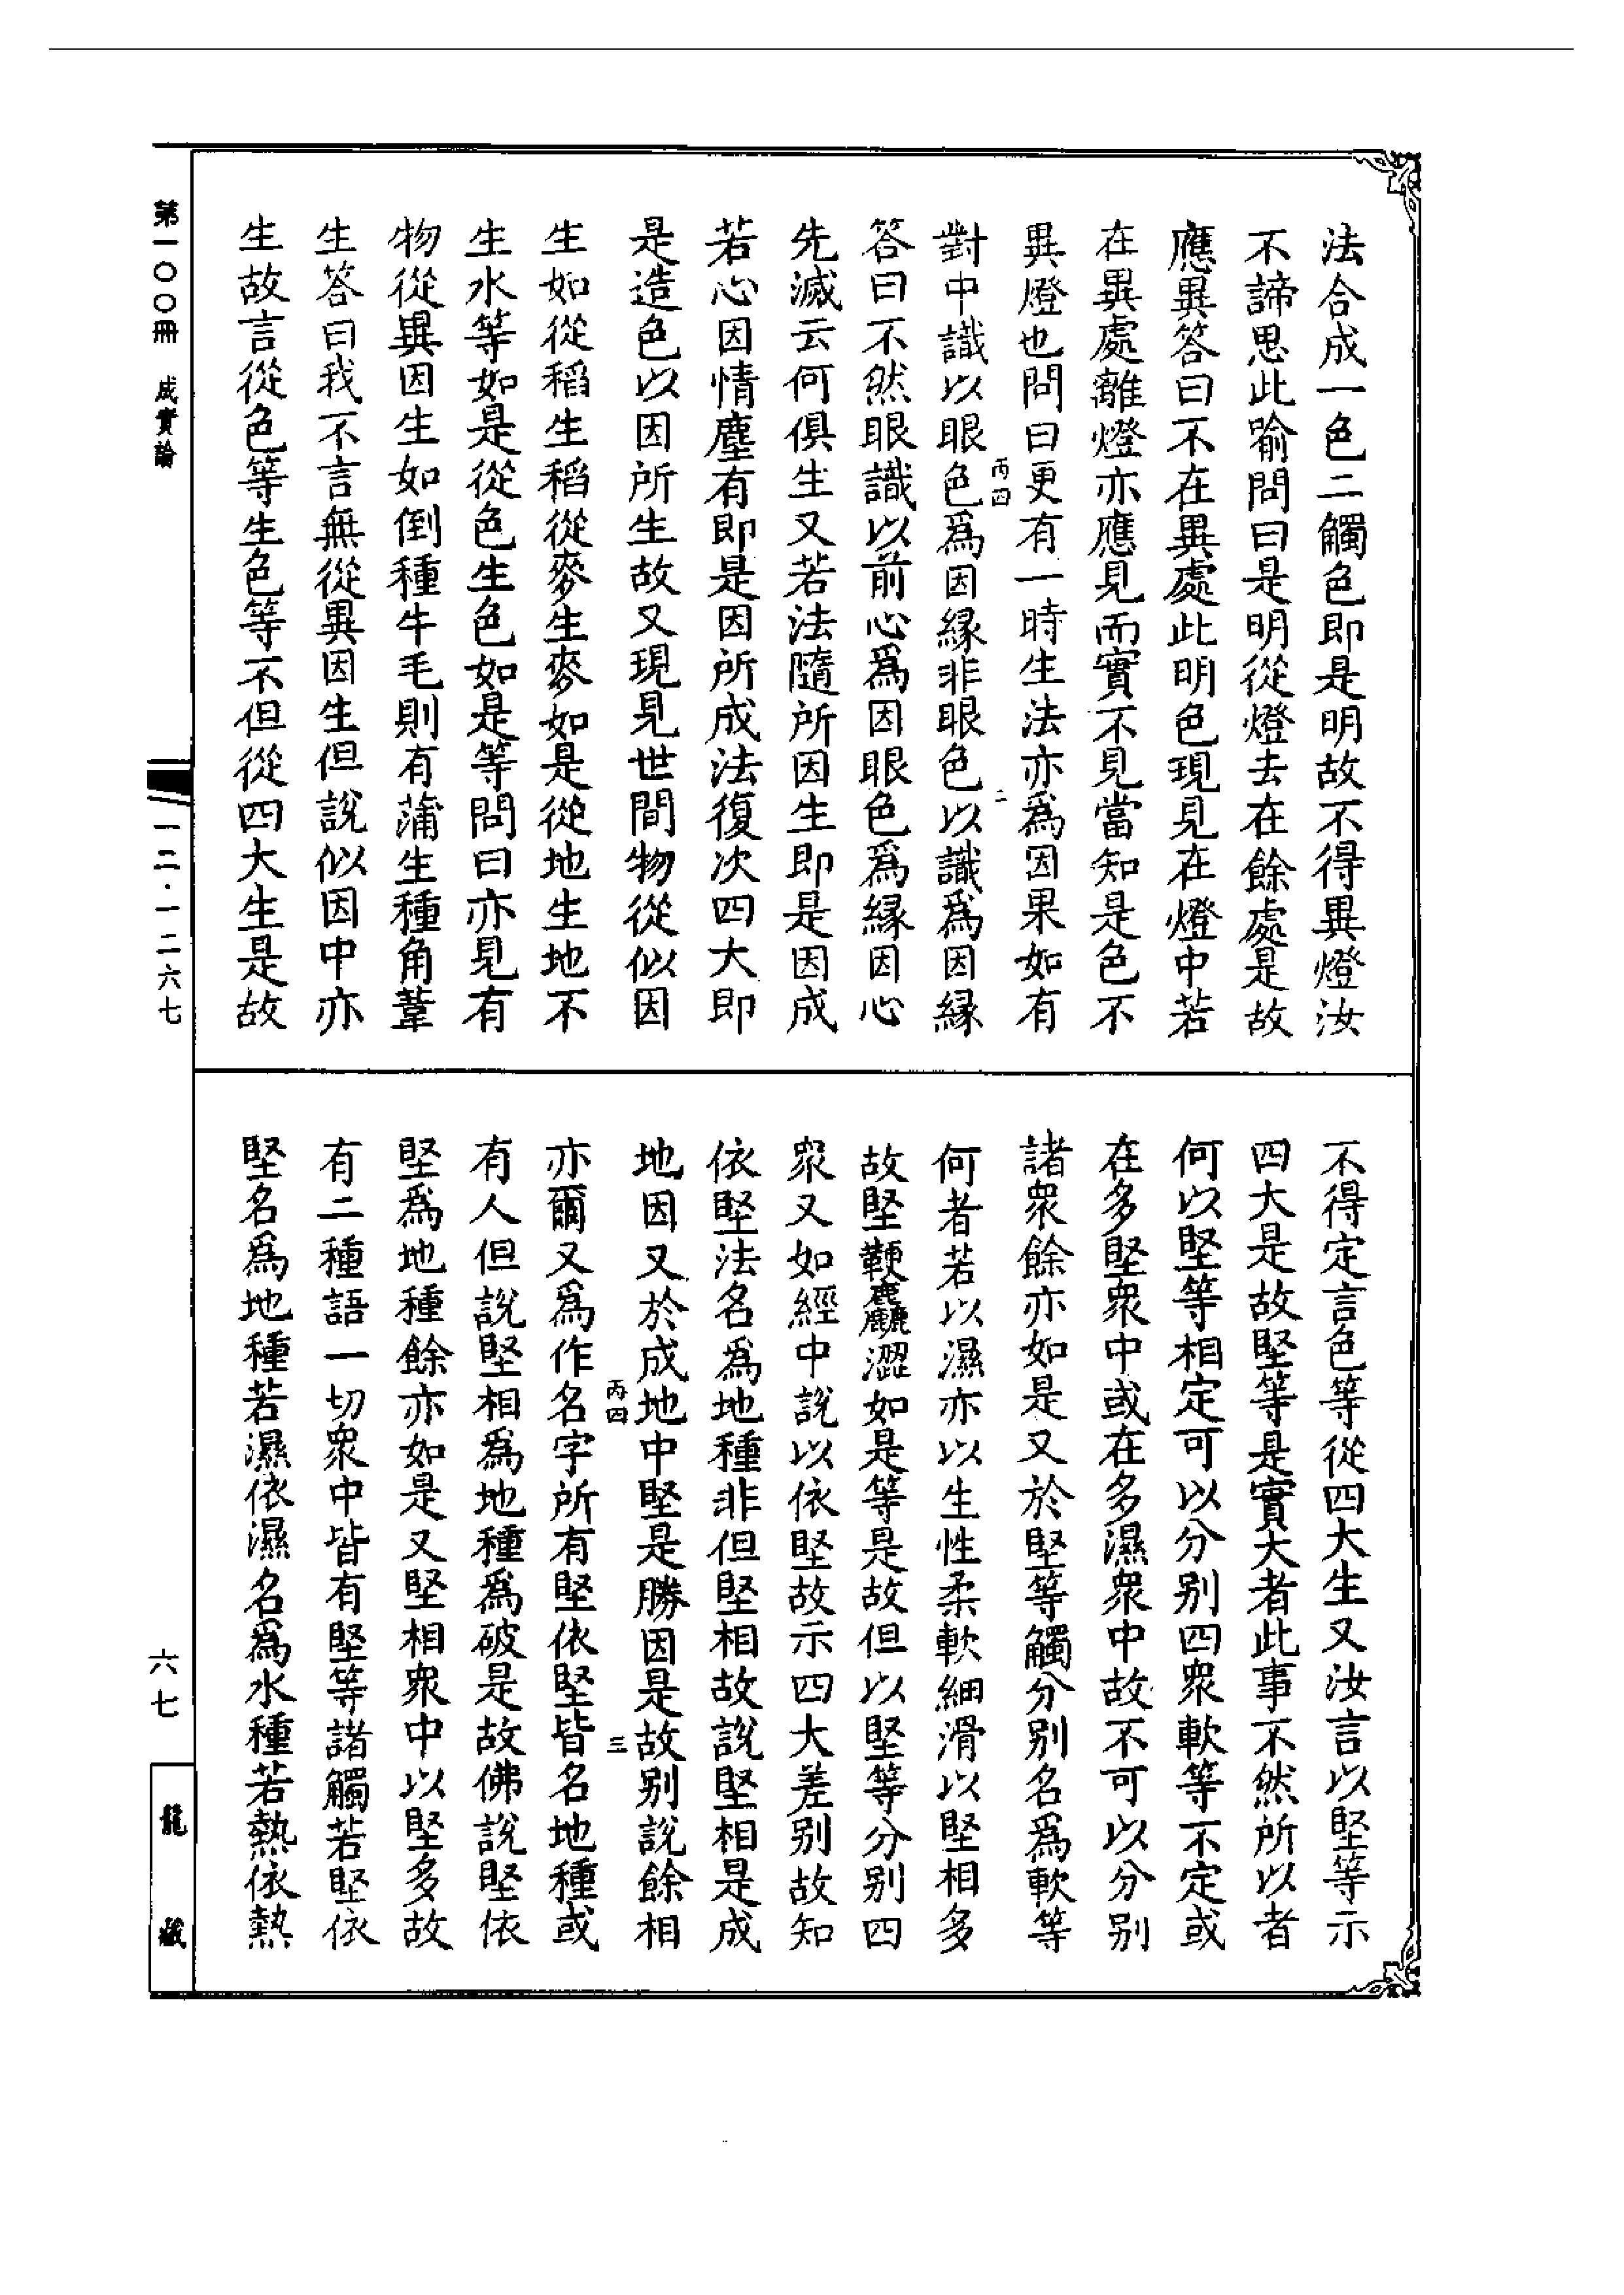 法合成一色二觸色即是明故不得異燈汝
不諦思此喻問曰是明從燈去在餘處是故
應異答曰不在異處此明色現見在燈中若
在異處離燈亦應見而實不見當知是色不
異燈也問曰更有一時生法亦為因果如有
丙四
二
對中識以眼色為因緣非眼色以識為因緣
答曰不然眼識以前心為因眼色為緣因心
先滅云何俱生又若法隨所因生即是因成
若心因情塵有即是因所成法復次四大即
是造色以因所生故又現見世間物從似因
生如從稻生稻從麥生麥如是從地生地不
生水等如是從色生色如是等問曰亦見有
物從異因生如倒種牛毛則有蒲生種角葦
生答曰我不言無從異因生但說似因中亦
生故言從色等生色等不但從四大生是故
不得定言色等從四大生又汝言以堅等示
四大是故堅等是實大者此事不然所以者
何以堅等相定可以分別四眾軟等不定或
在多堅眾中或在多濕眾中故不可以分別
諸眾餘亦如是又於堅等觸分別名為軟等
何者若以濕亦以生性柔軟細滑以堅相多
故堅鞕麤澀如是等是故但以堅等分別四
眾又如經中說以依堅故示四大差別故知
依堅法名為地種非但堅相故說堅相是成
地因又於成地中堅是勝因是故別說餘相
丙四
三
亦爾又為作名字所有堅依堅皆名地種或
有人但說堅相為地種為破是故佛說堅依
堅為地種餘亦如是又堅相眾中以堅多故
有二種語一切眾中皆有堅等諸觸若堅依
堅名為地種若濕依濕名為水種若熱依熱
第一〇〇冊 成實論
一二·一二六七
六七
龍藏